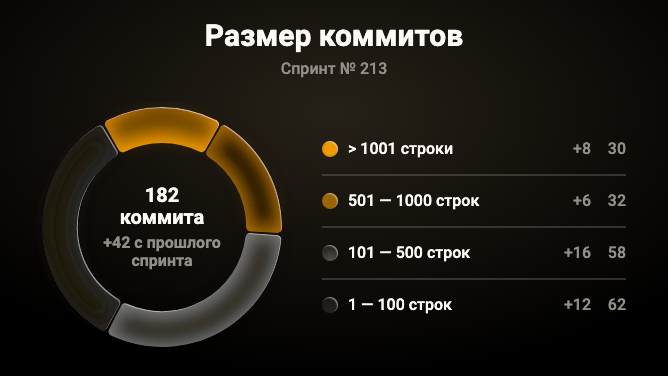 Размер коммитов
Спринт № 213
182
коммита
+42 с прошлого
спринта
> 1001 строки +8 30
501 — 1000 строк +6 32
101 — 500 строк +16 58
1 — 100 строк +12 62